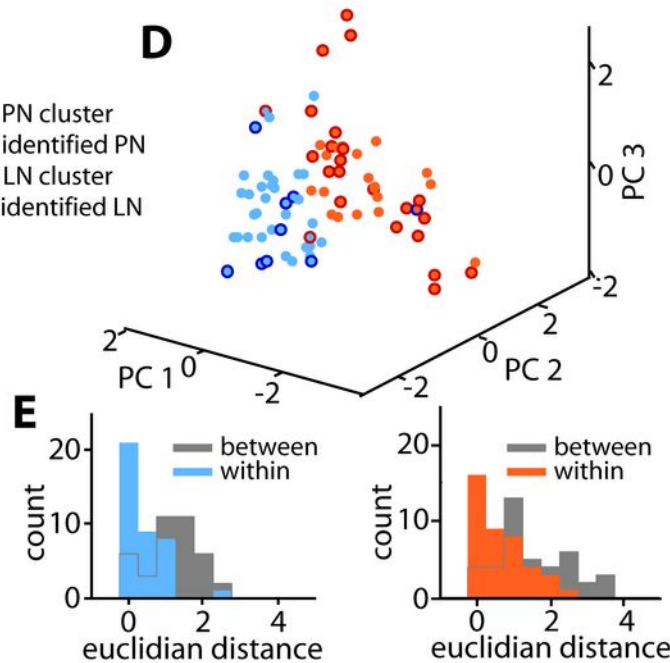 D
PN cluster
identified PN
LN cluster
identified LN
2
0
-2
PC 3
2
0
-2
PC 2
2
0
-2
PC 1
E
between
within
20
10
0
count
0
2
4
euclidian distance
between
within
20
10
0
count
0
2
4
euclidian distance